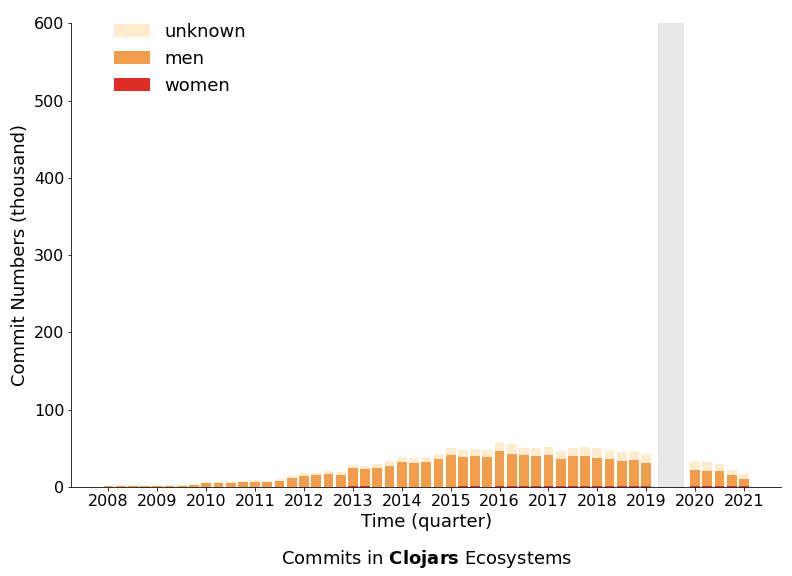 unknown
men
women
600
500
400
300
200
100
0
Commit Numbers (thousand)
2008 2009 2010 2011 2012 2013 2014 2015 2016 2017 2018 2019 2020 2021
Time (quarter)
Commits in Clojars Ecosystems